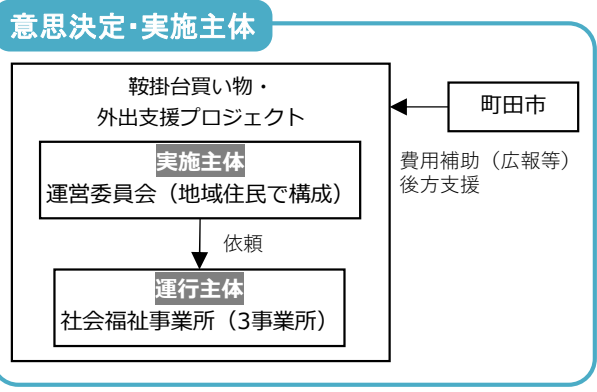 意思決定･実施主体
鞍掛台買い物・
外出支援プロジェクト
実施主体
運営委員会（地域住民で構成）
依頼
運行主体
社会福祉事業所（3事業所）
町田市
費用補助（広報等）
後方支援